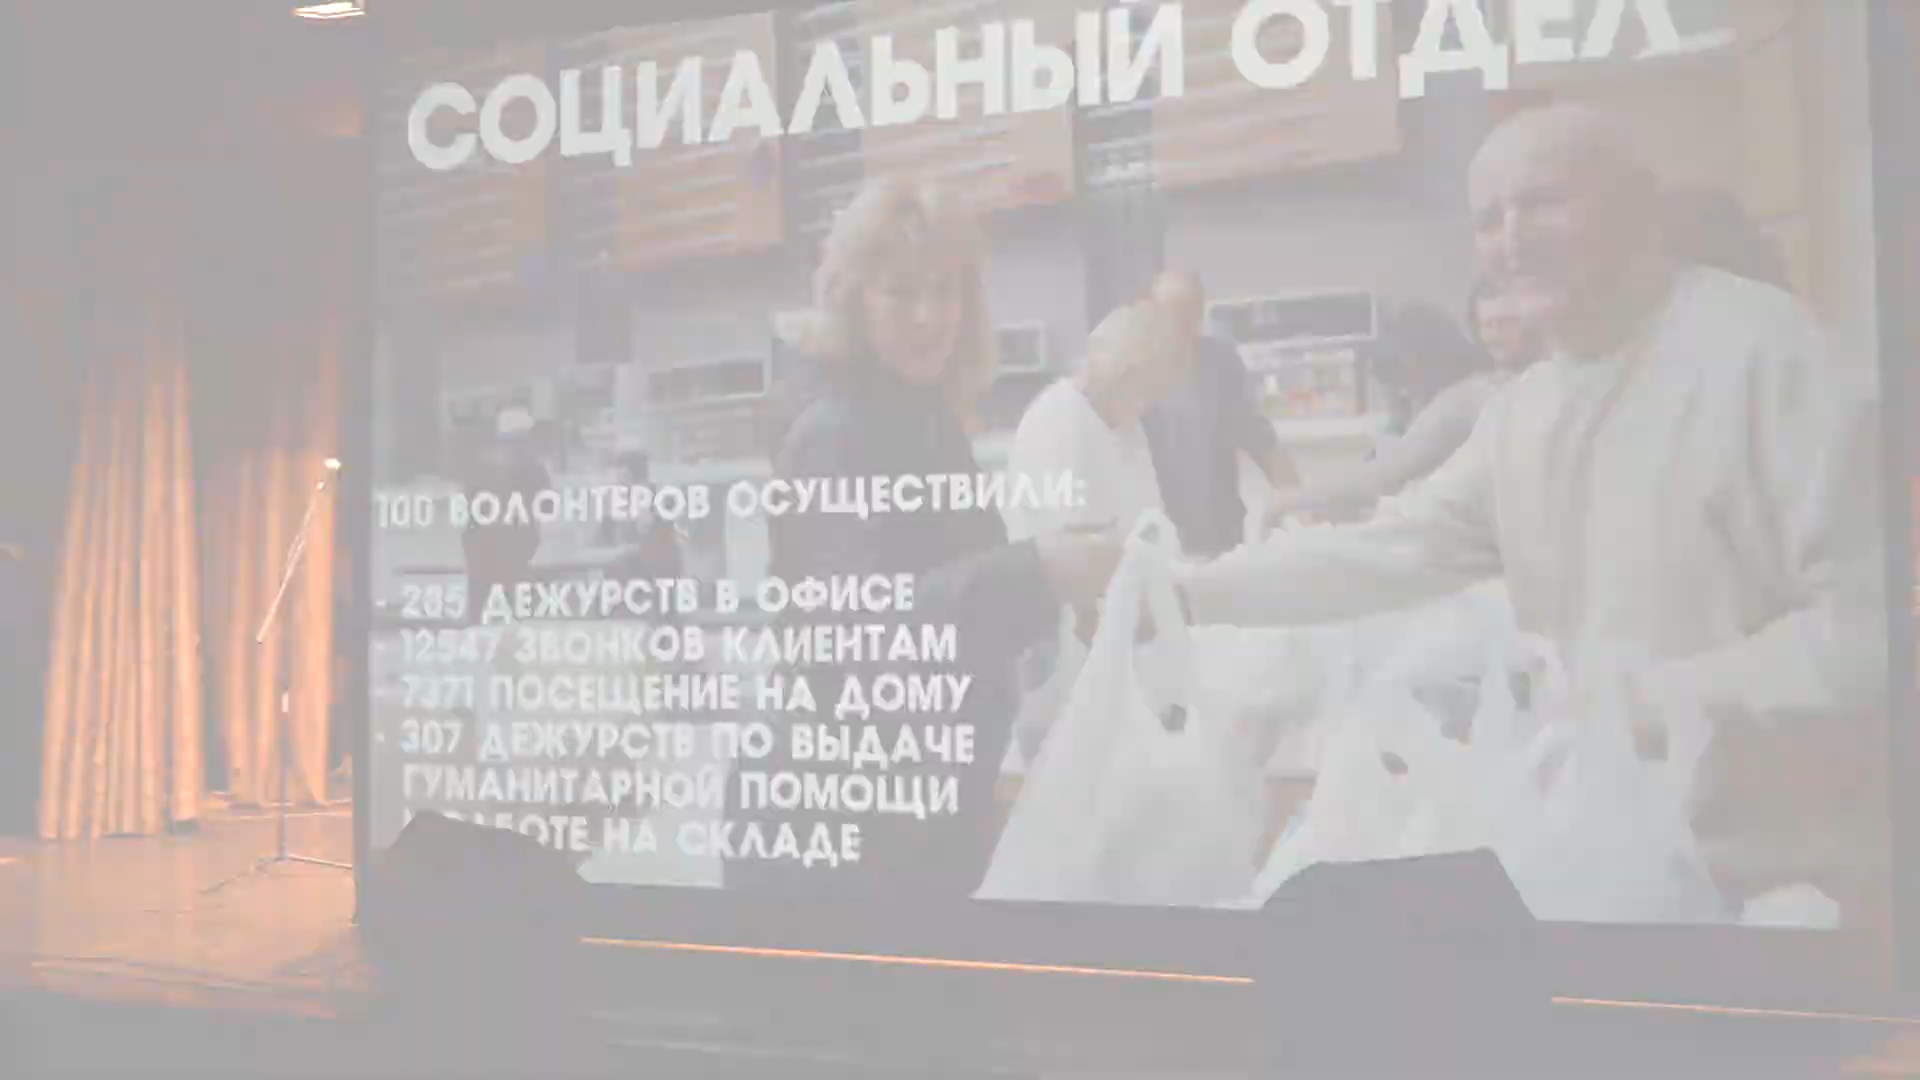 СОЦИАЛЬНЫЙ ОТДЕЛ
100 ВОЛОНТЕРОВ ОСУЩЕСТВИЛИ:
- 285 ДЕЖУРСТВ В ОФИСЕ
- 12547 ЗВОНКОВ КЛИЕНТАМ
- 7371 ПОСЕЩЕНИЕ НА ДОМУ
- 307 ДЕЖУРСТВ ПО ВЫДАЧЕ
ГУМАНИТАРНОЙ ПОМОЩИ
НА СКЛАДЕ